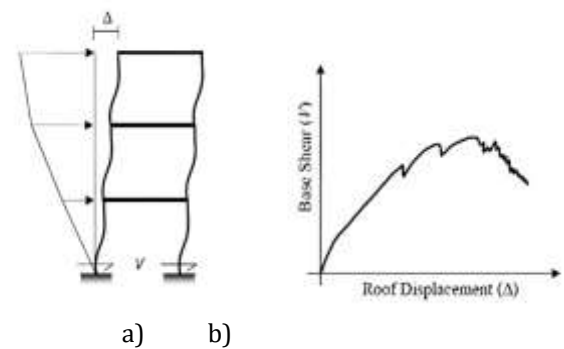 Δ
V
Base Shear (V)
Roof Displacement (Δ)
a) b)